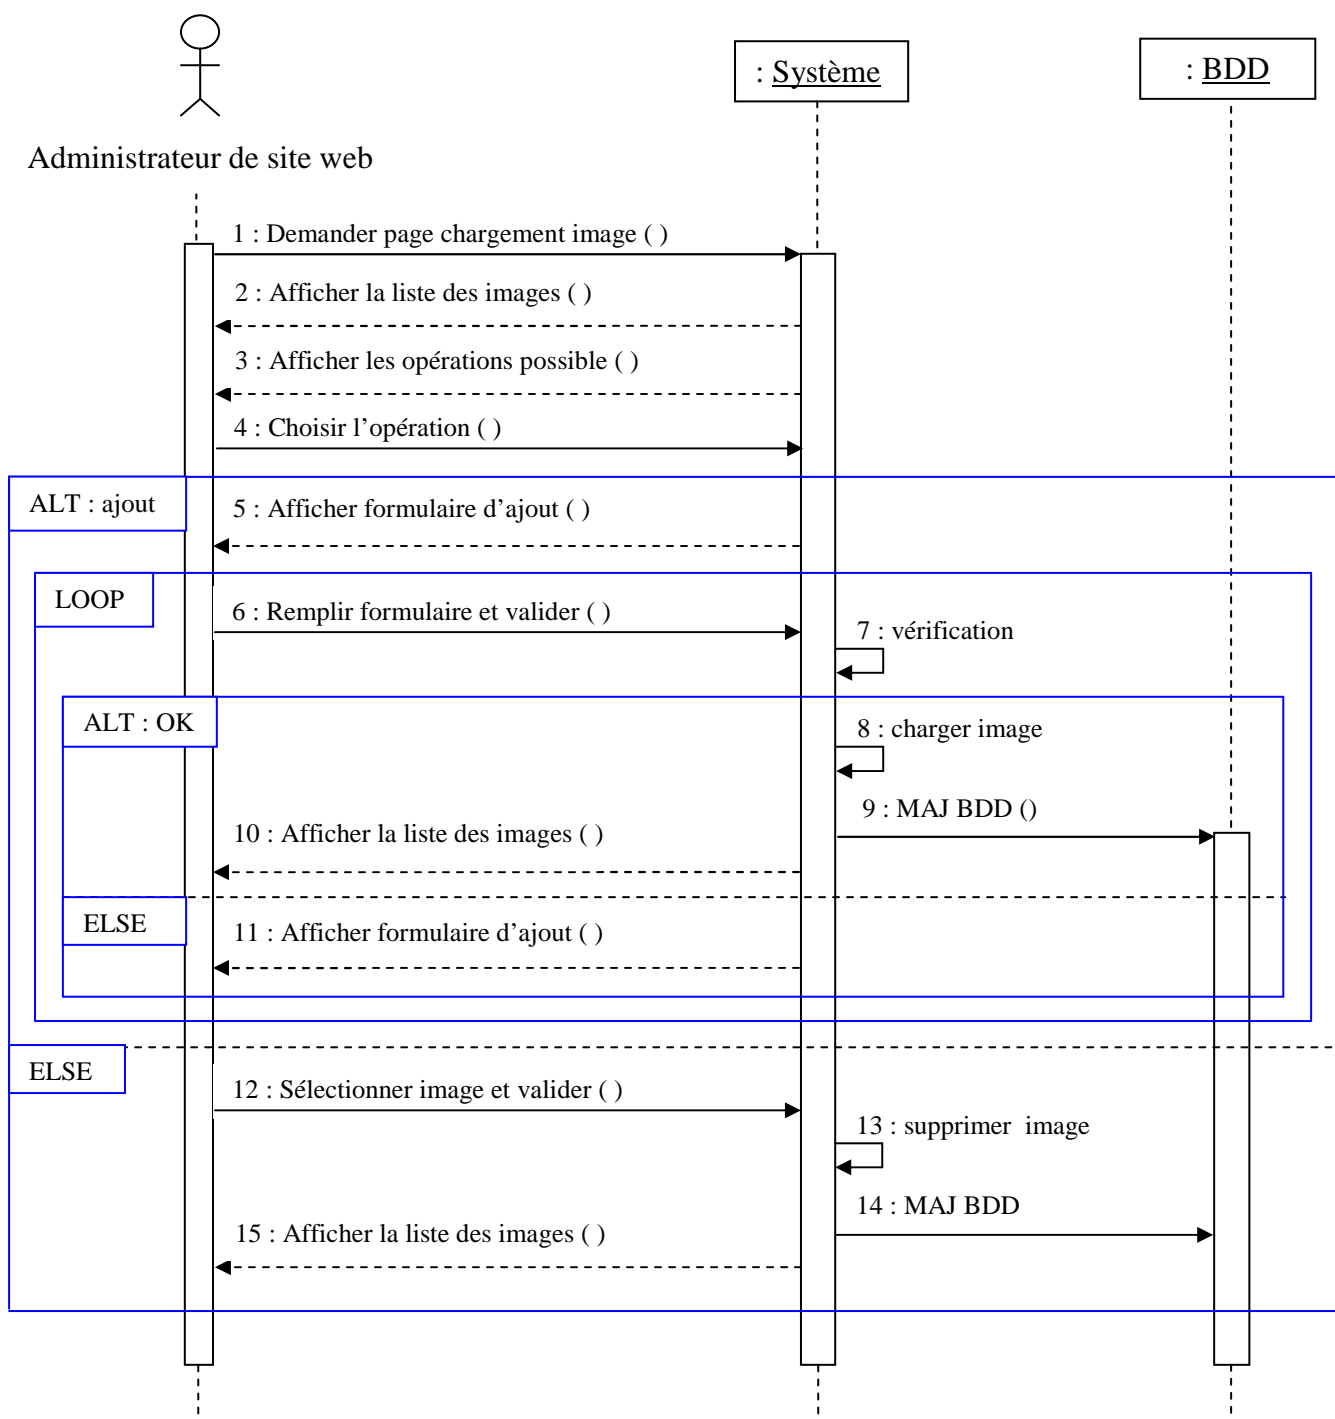 : Système
: BDD
Administrateur de site web
1 : Demander page chargement image ( )
2 : Afficher la liste des images ( )
3 : Afficher les opérations possible ( )
4 : Choisir l’opération ( )
ALT : ajout
5 : Afficher formulaire d’ajout ( )
LOOP
6 : Remplir formulaire et valider ( )
7 : vérification
ALT : OK
8 : charger image
9 : MAJ BDD ()
10 : Afficher la liste des images ( )
ELSE
11 : Afficher formulaire d’ajout ( )
ELSE
12 : Sélectionner image et valider ( )
13 : supprimer  image
14 : MAJ BDD
15 : Afficher la liste des images ( )